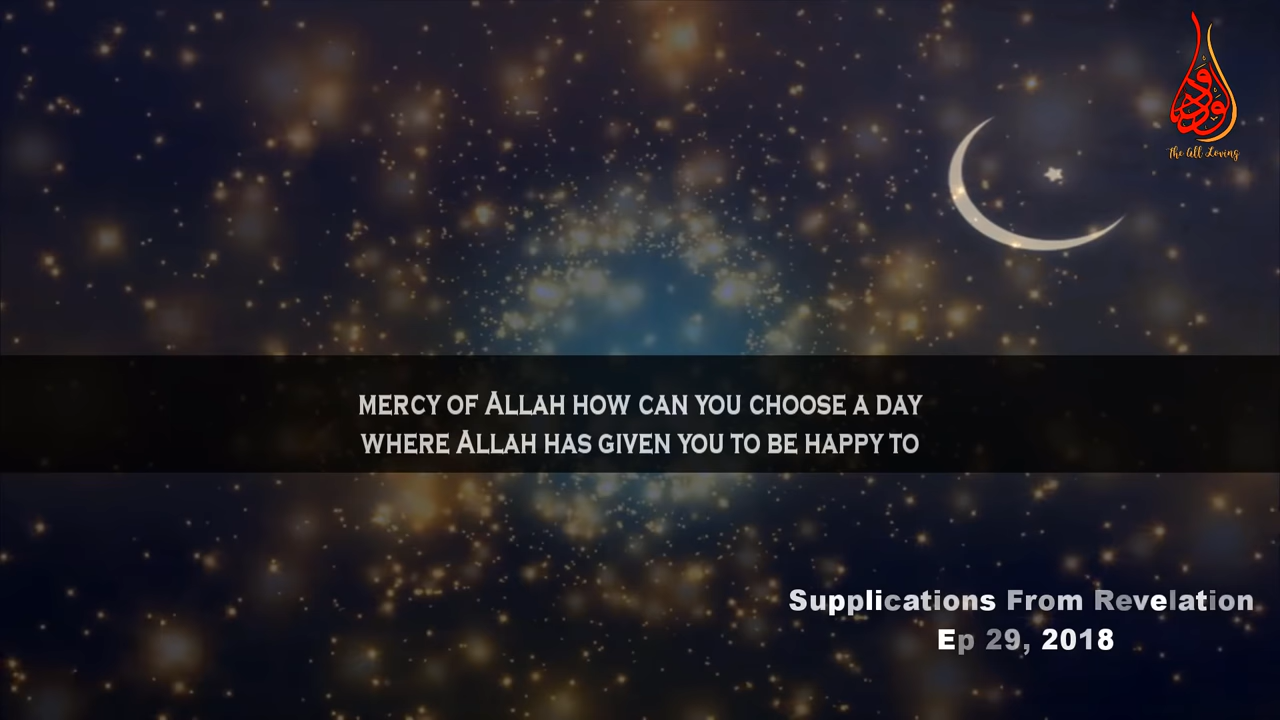 الودود
The All Loving
MERCY OF ALLAH HOW CAN YOU CHOOSE A DAY
WHERE ALLAH HAS GIVEN YOU TO BE HAPPY TO
Supplications From Revelation
Ep 29, 2018